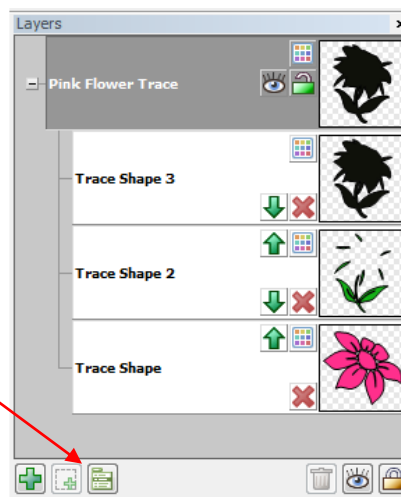 Layers
Pink Flower Trace
Trace Shape 3
Trace Shape 2
Trace Shape